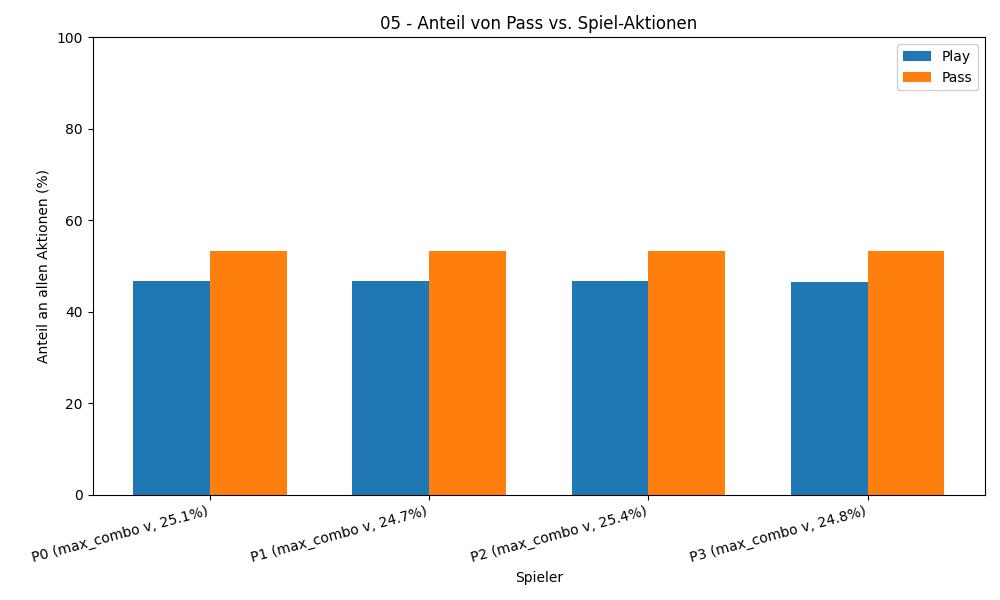 05 - Anteil von Pass vs. Spiel-Aktionen
Play
Pass
Anteil an allen Aktionen (%)
100
80
60
40
20
0
P0 (max_combo v, 25.1%)
P1 (max_combo v, 24.7%)
P2 (max_combo v, 25.4%)
P3 (max_combo v, 24.8%)
Spieler